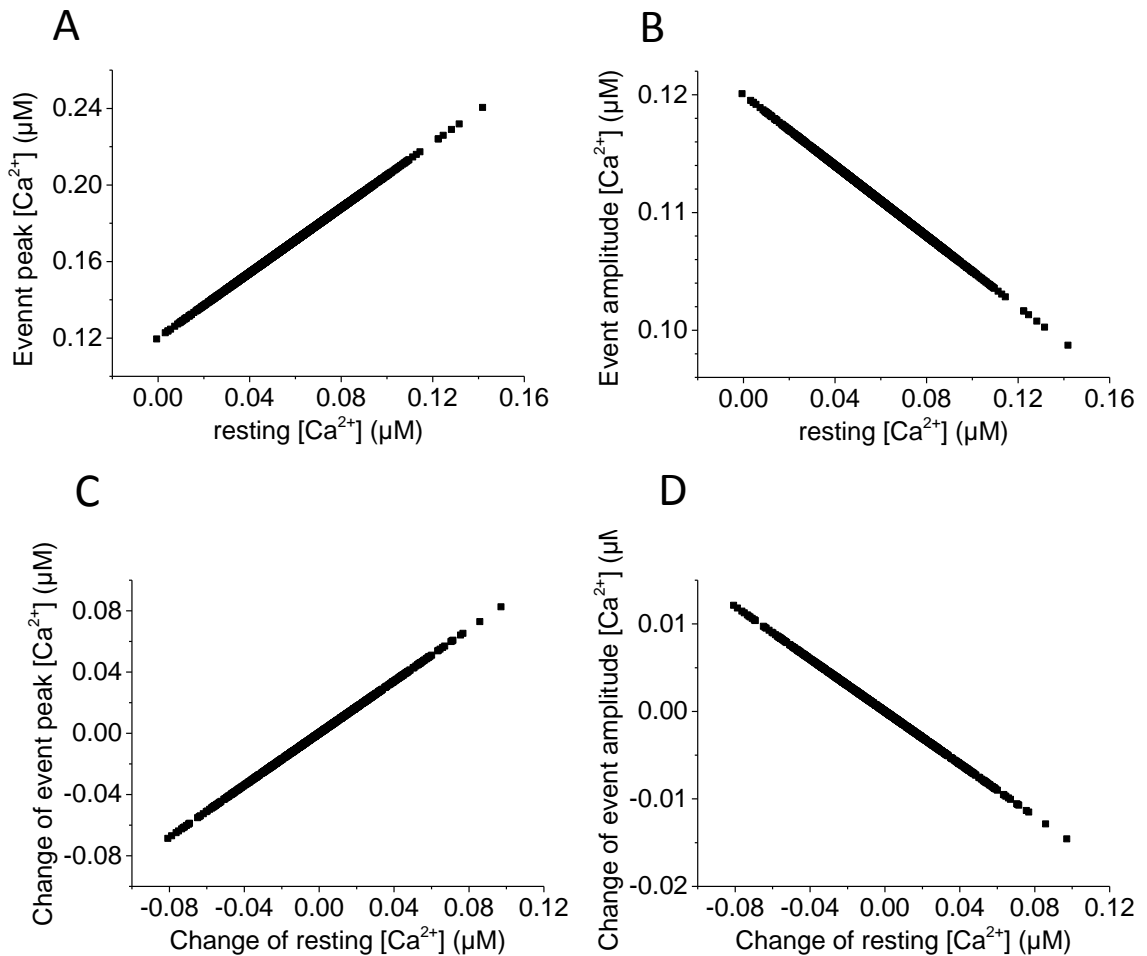 A
Evennt peak [Ca²⁺] (µM)
0.24
0.20
0.16
0.12
0.00 0.04 0.08 0.12 0.16
resting [Ca²⁺] (µM)
B
Event amplitude [Ca²⁺] (µM)
0.12
0.11
0.10
0.00 0.04 0.08 0.12 0.16
resting [Ca²⁺] (µM)
C
Change of event peak [Ca²⁺] (µM)
0.08
0.04
0.00
-0.04
-0.08
-0.08 -0.04 0.00 0.04 0.08 0.12
Change of resting [Ca²⁺] (µM)
D
Change of event amplitude [Ca²⁺] (µ
0.01
0.00
-0.01
-0.02
-0.08 -0.04 0.00 0.04 0.08 0.12
Change of resting [Ca²⁺] (µM)